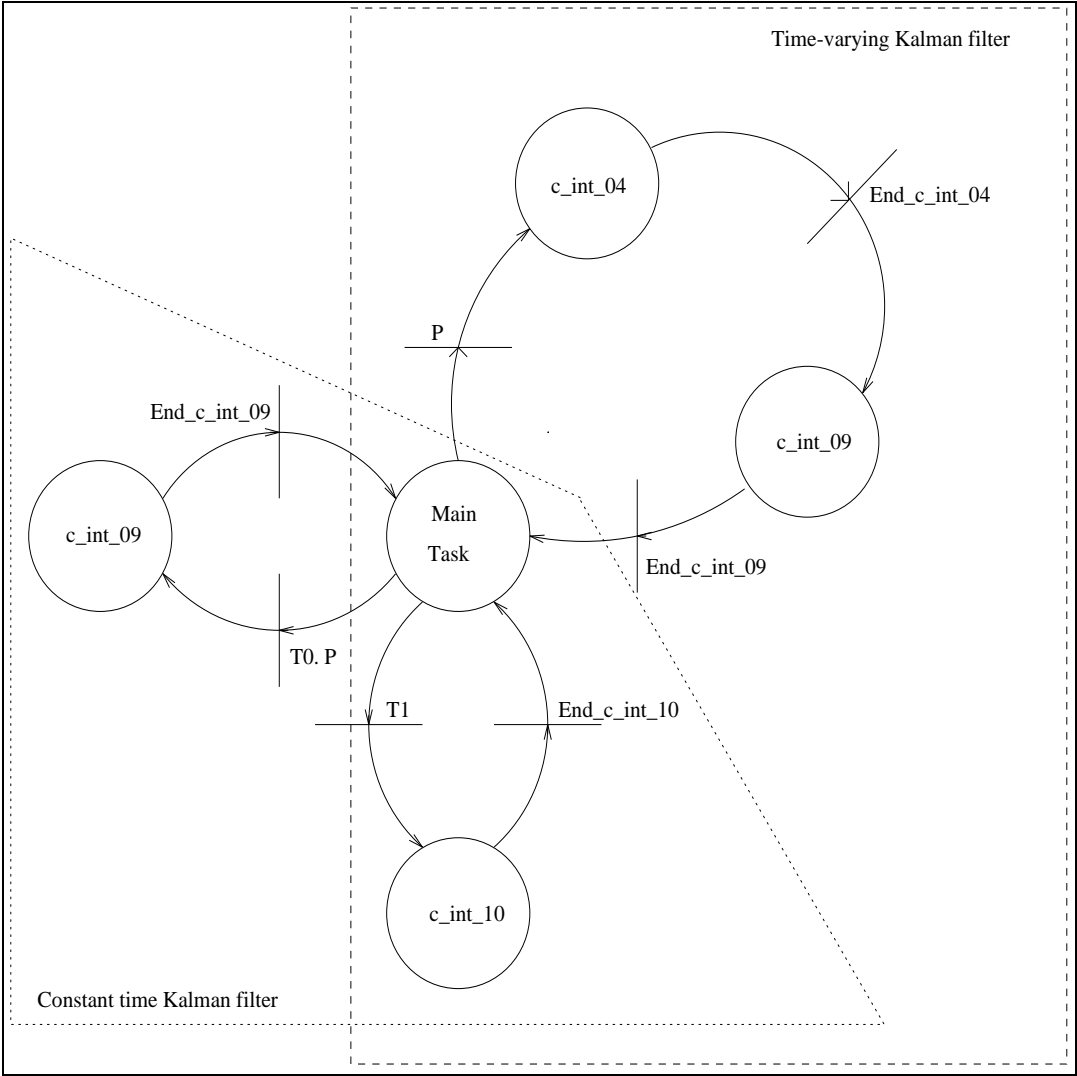 Time-varying Kalman filter
c_int_04
End_c_int_04
P
End_c_int_09
c_int_09
c_int_09
Main
Task
End_c_int_09
T0. P
T1
End_c_int_10
c_int_10
Constant time Kalman filter